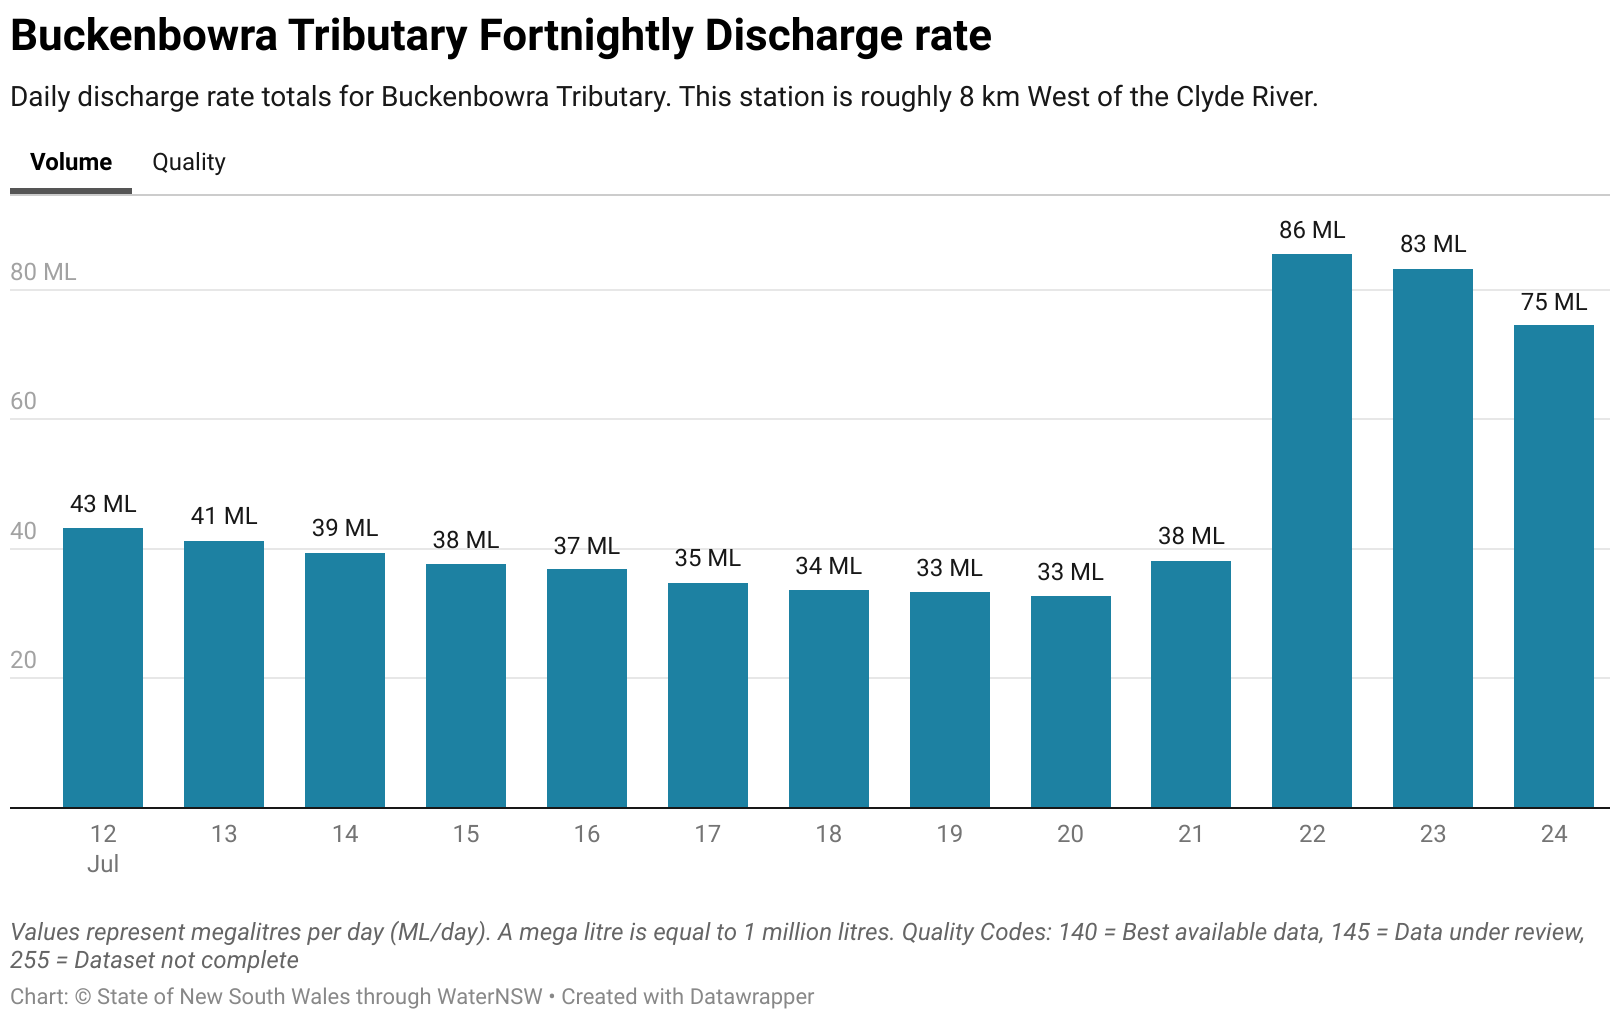 Buckenbowra Tributary Fortnightly Discharge rate
Daily discharge rate totals for Buckenbowra Tributary. This station is roughly 8 km West of the Clyde River.
Volume Quality
80 ML
60
40
20
43 ML
41 ML
39 ML
38 ML
37 ML
35 ML
34 ML
33 ML
33 ML
38 ML
86 ML
83 ML
75 ML
12 13 14 15 16 17 18 19 20 21 22 23 24
Jul
Values represent megalitres per day (ML/day). A mega litre is equal to 1 million litres. Quality Codes: 140 = Best available data, 145 = Data under review,
255 = Dataset not complete
Chart: © State of New South Wales through WaterNSW • Created with Datawrapper